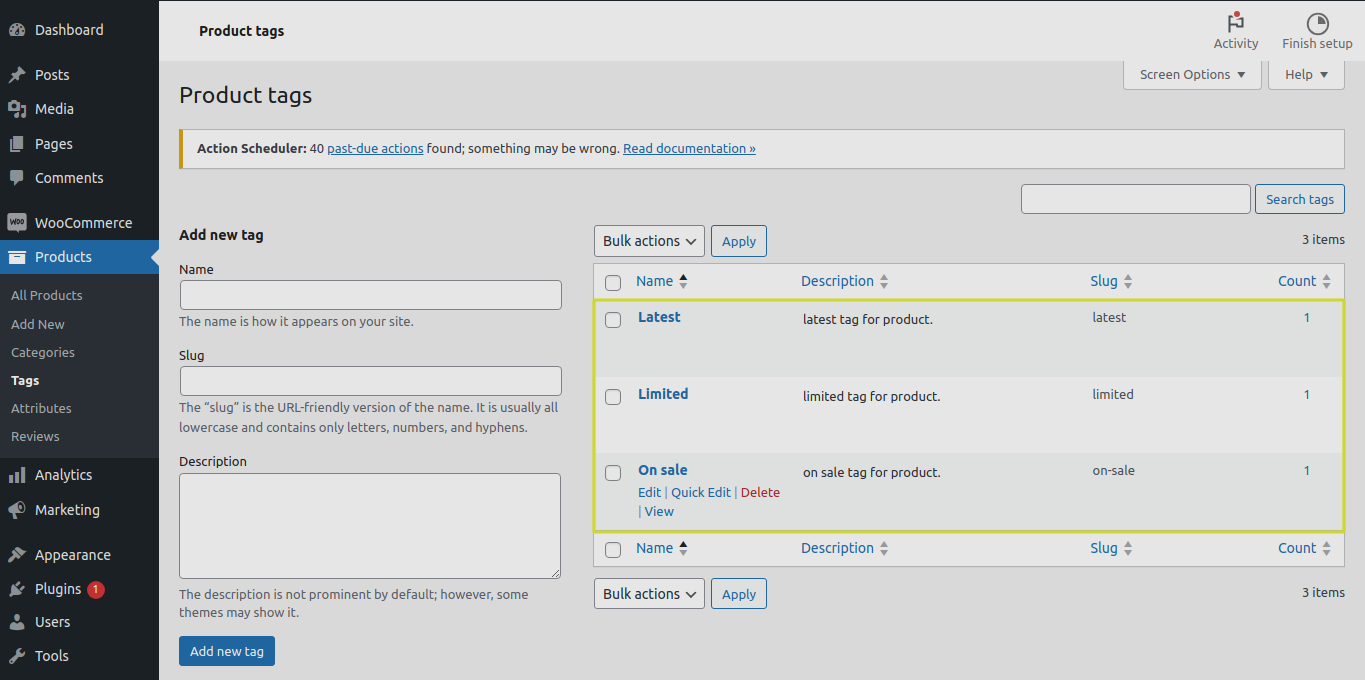 Dashboard
Posts
Media
Pages
Comments
WOO WooCommerce
Products
All Products
Add New
Categories
Tags
Attributes
Reviews
Analytics
Marketing
Appearance
Plugins 1
Users
Tools
Product tags
Activity
Finish setup
Screen Options
Help
Product tags
Action Scheduler: 40 past-due actions found; something may be wrong. Read documentation »
Search tags
Add new tag
Name
The name is how it appears on your site.
Slug
The “slug” is the URL-friendly version of the name. It is usually all
lowercase and contains only letters, numbers, and hyphens.
Description
The description is not prominent by default; however, some
themes may show it.
Add new tag
Bulk actions Apply 3 items
Name Description Slug Count
Latest latest tag for product. latest 1
Limited limited tag for product. limited 1
On sale on sale tag for product. on-sale 1
Edit | Quick Edit | Delete
| View
Name Description Slug Count
Bulk actions Apply 3 items